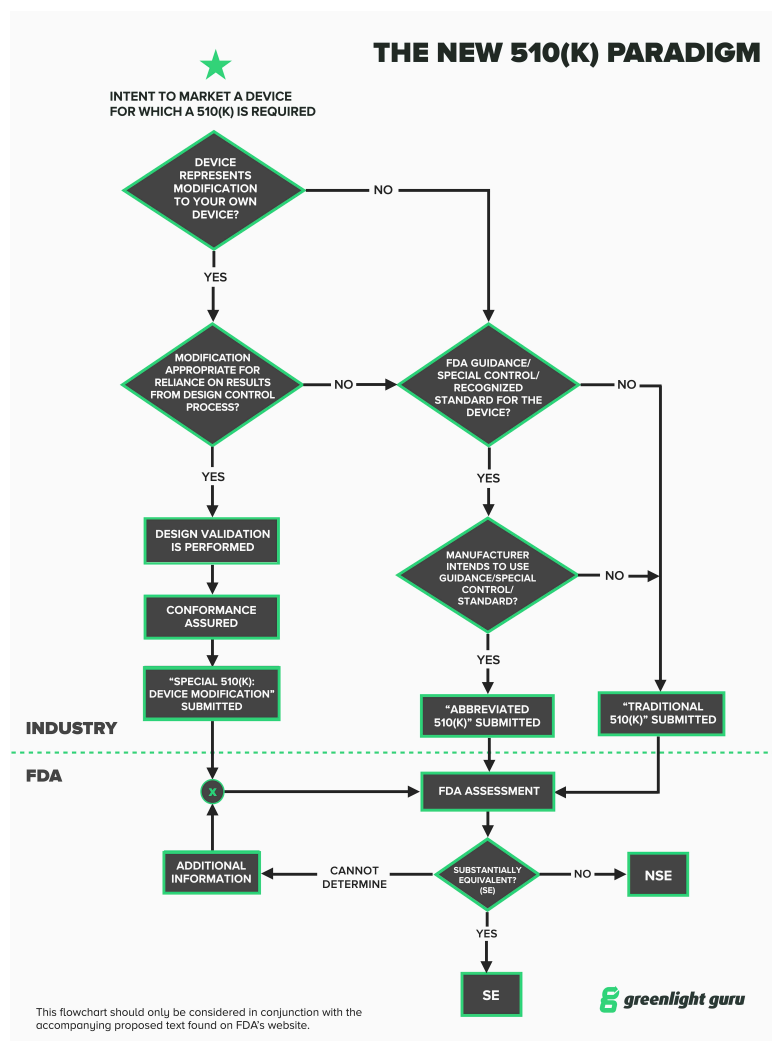 THE NEW 510(K) PARADIGM
INTENT TO MARKET A DEVICE
FOR WHICH A 510(K) IS REQUIRED
DEVICE
REPRESENTS
MODIFICATION
TO YOUR OWN
DEVICE?
NO
YES
MODIFICATION
APPROPRIATE FOR
RELIANCE ON RESULTS
FROM DESIGN CONTROL
PROCESS?
NO
FDA GUIDANCE/
SPECIAL CONTROL/
RECOGNIZED
STANDARD FOR THE
DEVICE?
NO
YES
YES
DESIGN VALIDATION
IS PERFORMED
MANUFACTURER
INTENDS TO USE
GUIDANCE/SPECIAL
CONTROL/
STANDARD?
NO
CONFORMANCE
ASSURED
YES
“SPECIAL 510(K):
DEVICE MODIFICATION”
SUBMITTED
“ABBREVIATED
510(K)” SUBMITTED
“TRADITIONAL
510(K)” SUBMITTED
INDUSTRY
FDA
X
FDA ASSESSMENT
ADDITIONAL
INFORMATION
CANNOT
DETERMINE
SUBSTANTIALLY
EQUIVALENT?
(SE)
NO
NSE
YES
SE
greenlight guru
This flowchart should only be considered in conjunction with the
accompanying proposed text found on FDA’s website.